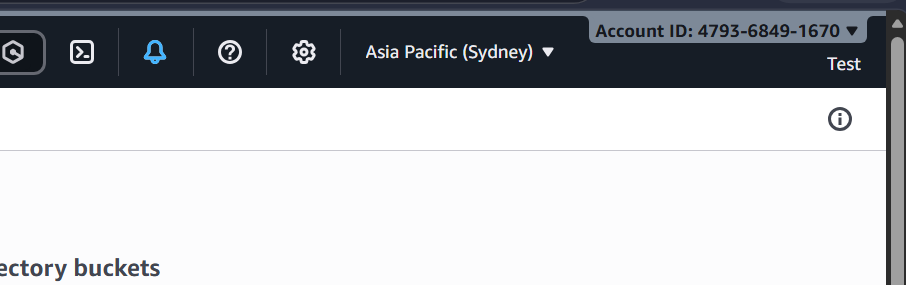 Account ID: 4793-6849-1670
Asia Pacific (Sydney)
Test
ectory buckets